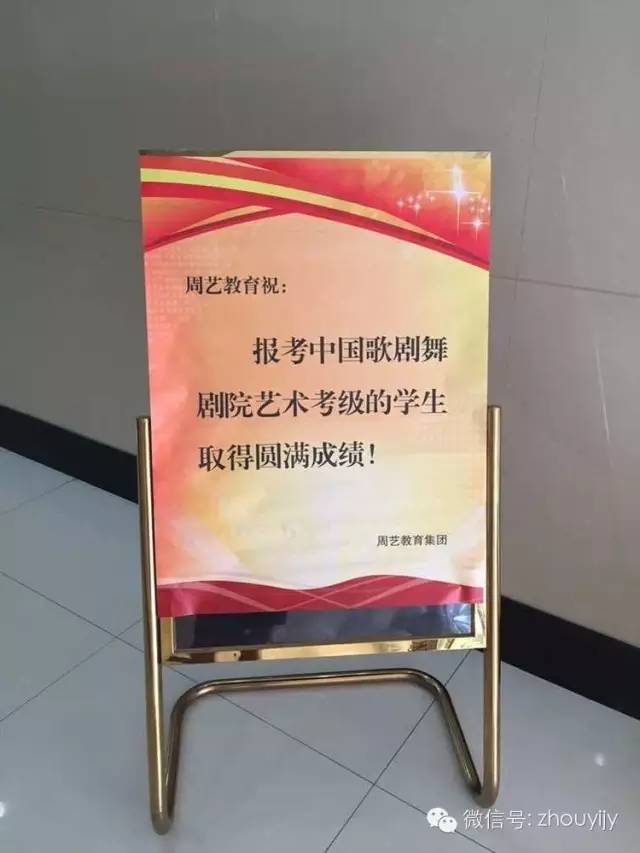 周艺教育祝：
报考中国歌剧舞
剧院艺术考级的学生
取得圆满成绩！
周艺教育集团
微信号: zhouyijy